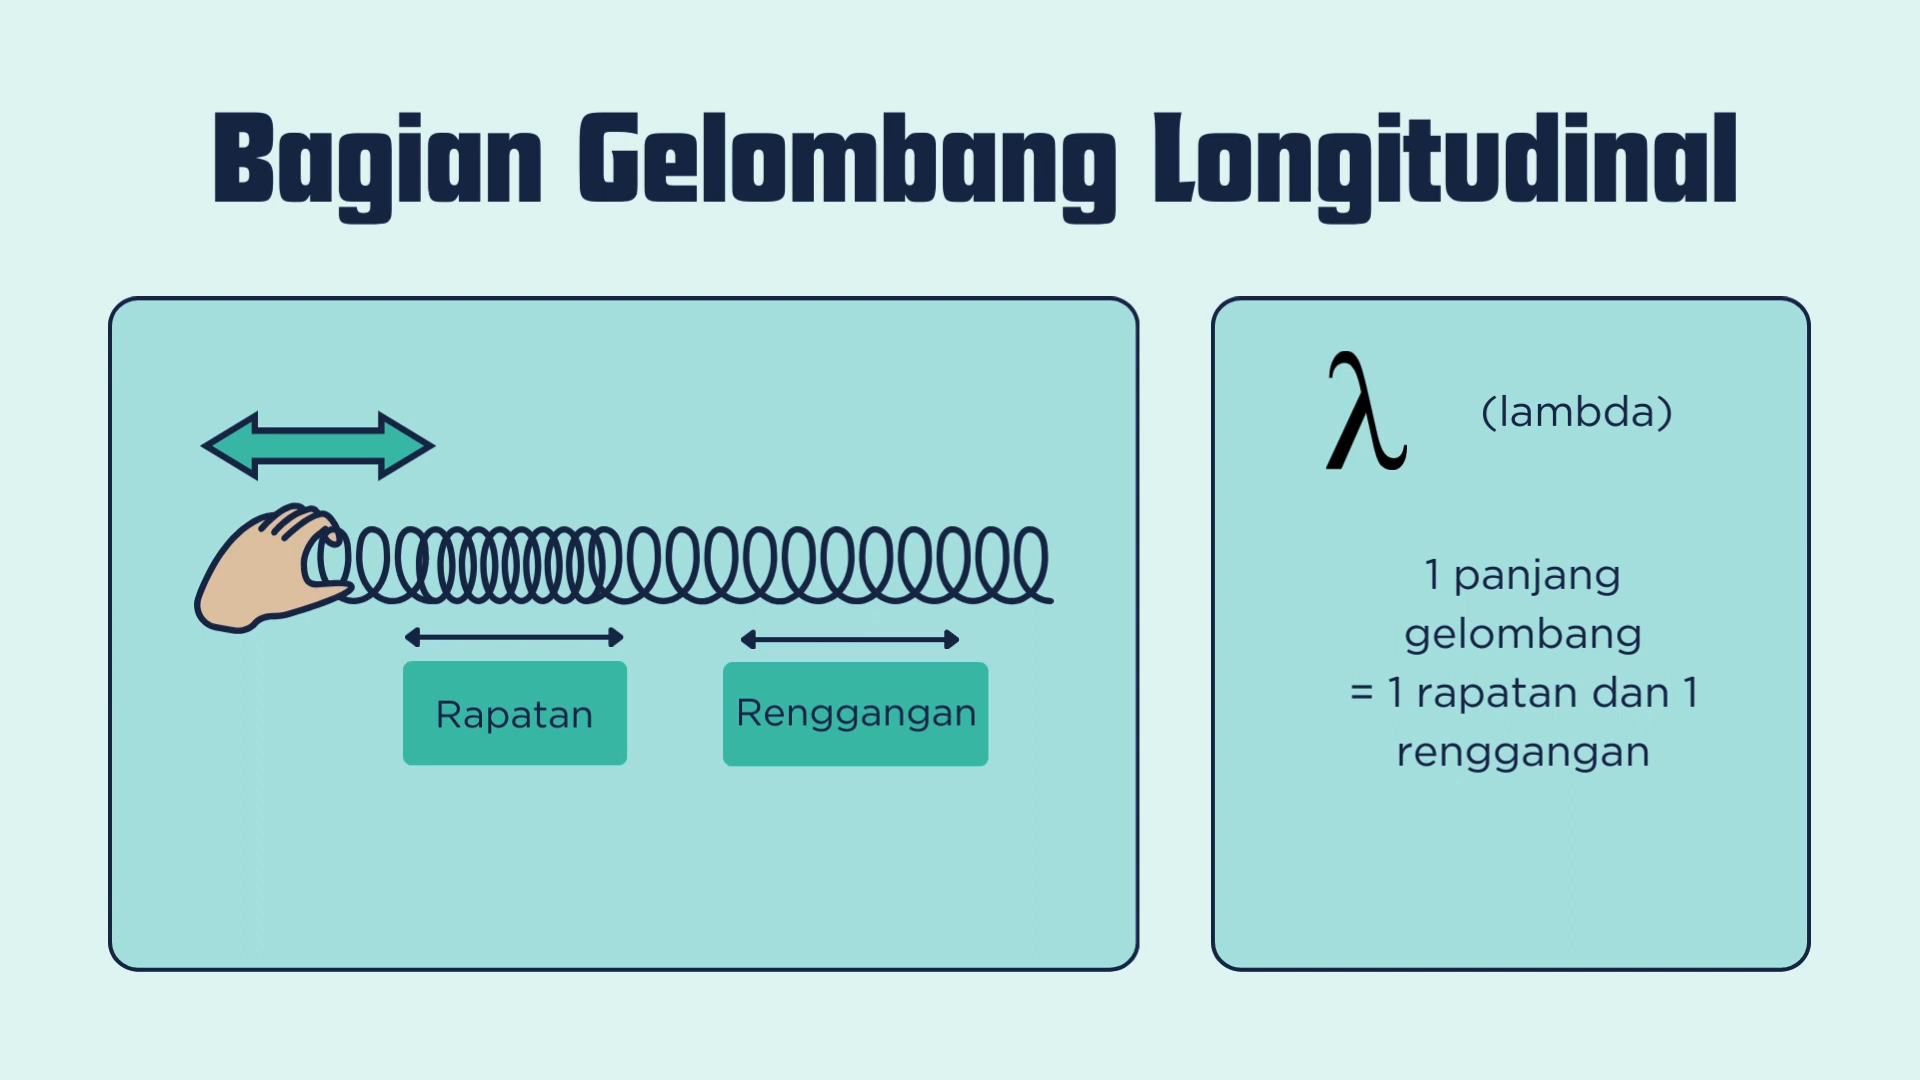 Bagian Gelombang Longitudinal
λ (lambda)
1 panjang
gelombang
= 1 rapatan dan 1
renggangan
Rapatan
Renggangan